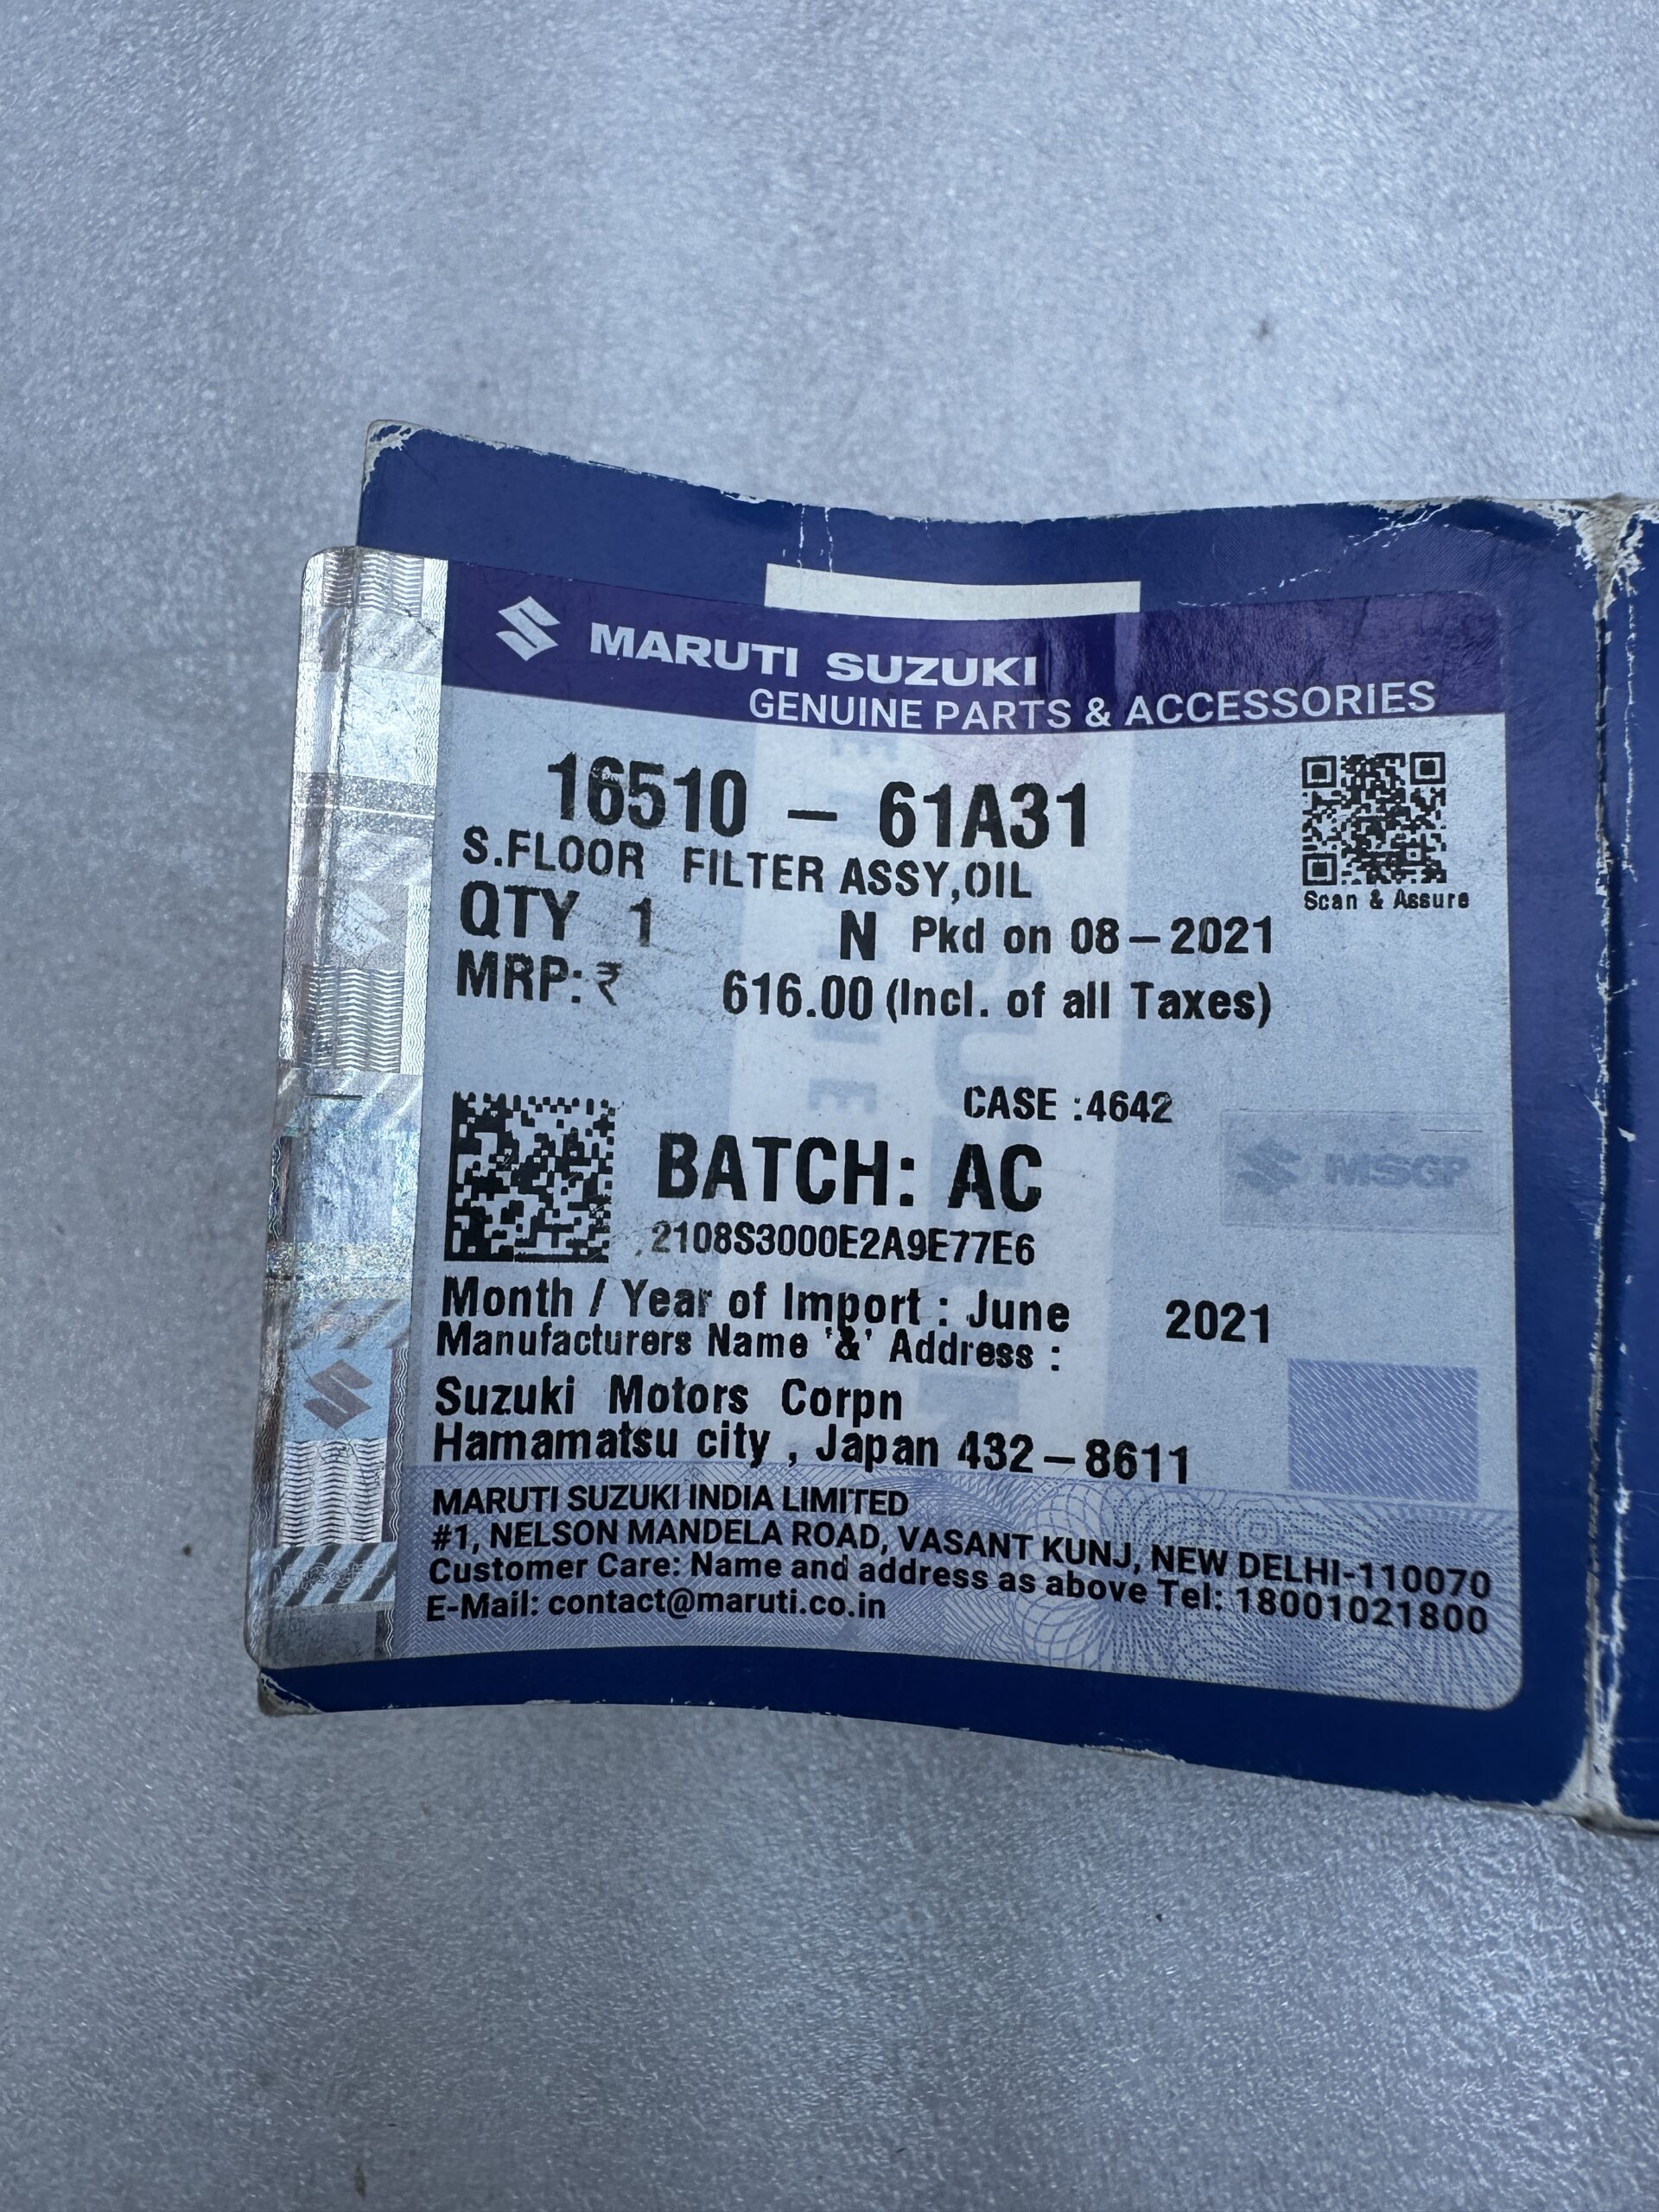 MARUTI SUZUKI
GENUINE PARTS & ACCESSORIES
16510 – 61A31
S.FLOOR FILTER ASSY,OIL
Scan & Assure
QTY 1 N Pkd on 08–2021
MRP:₹ 616.00 (Incl. of all Taxes)
CASE :4642
BATCH: AC
MSGP
2108S3000E2A9E77E6
Month / Year of Import : June 2021
Manufacturers Name '&' Address :
Suzuki Motors Corpn
Hamamatsu city , Japan 432–8611
MARUTI SUZUKI INDIA LIMITED
#1, NELSON MANDELA ROAD, VASANT KUNJ, NEW DELHI-110070
Customer Care: Name and address as above Tel: 18001021800
E-Mail: contact@maruti.co.in